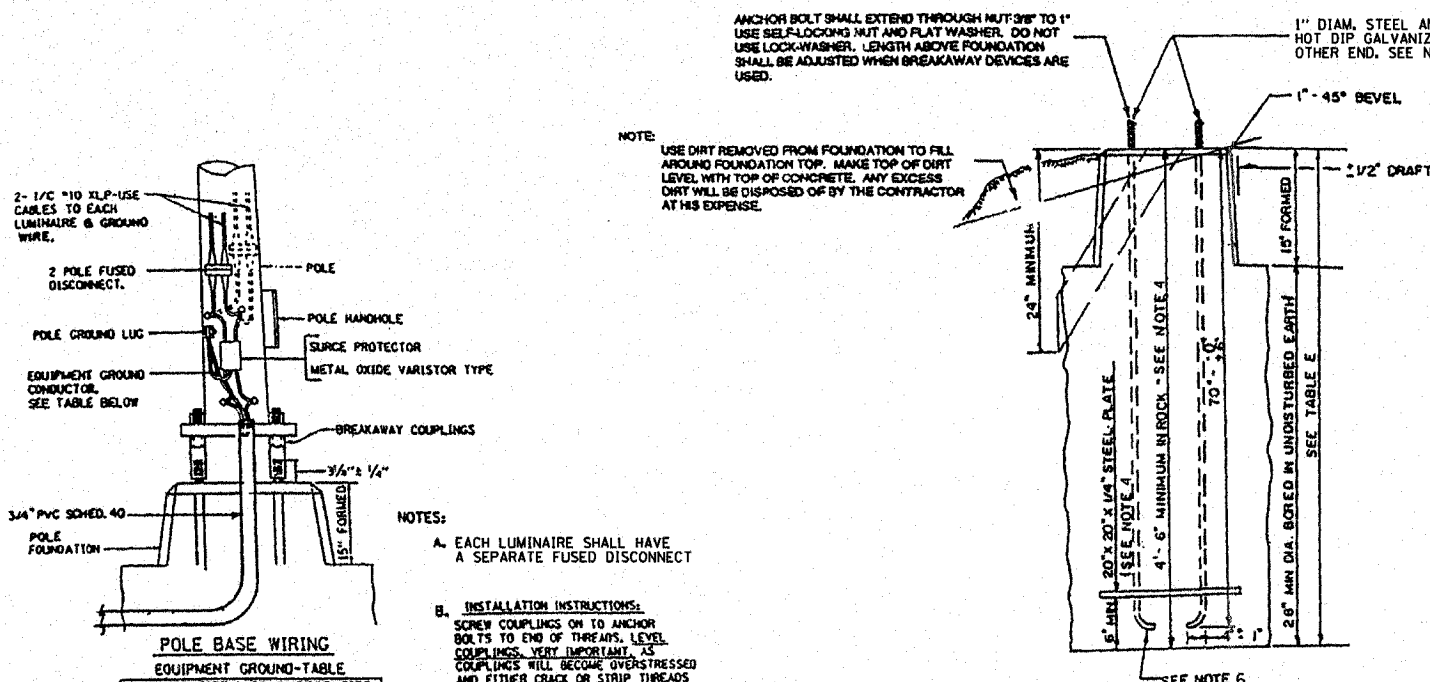 ANCHOR BOLT SHALL EXTEND THROUGH NUT 3/8" TO 1"
USE SELF-LOCKING NUT AND FLAT WASHER. DO NOT
USE LOCK-WASHER. LENGTH ABOVE FOUNDATION
SHALL BE ADJUSTED WHEN BREAKAWAY DEVICES ARE
USED.
1" DIAM. STEEL AN
HOT DIP GALVANIZ
OTHER END. SEE N
1" - 45° BEVEL
NOTE:
USE DIRT REMOVED FROM FOUNDATION TO FILL
AROUND FOUNDATION TOP. MAKE TOP OF DIRT
LEVEL WITH TOP OF CONCRETE. ANY EXCESS
DIRT WILL BE DISPOSED OF BY THE CONTRACTOR
AT HIS EXPENSE.
1/2" DRAFT
2- 1/C #10 XLP-USE
CABLES TO EACH
LUMINAIRE & GROUND
WIRE.
2 POLE FUSED
DISCONNECT.
POLE
POLE HANDHOLE
POLE GROUND LUG
SURGE PROTECTOR
METAL OXIDE VARISTOR TYPE
EQUIPMENT GROUND
CONDUCTOR.
SEE TABLE BELOW
BREAKAWAY COUPLINGS
± 1/4"
15" FORMED
3/4" PVC SCHED. 40
POLE
FOUNDATION
NOTES:
A. EACH LUMINAIRE SHALL HAVE
A SEPARATE FUSED DISCONNECT
B. INSTALLATION INSTRUCTIONS:
SCREW COUPLINGS ON TO ANCHOR
BOLTS TO END OF THREADS. LEVEL
COUPLINGS. VERY IMPORTANT, AS
COUPLINGS WILL BECOME OVERSTRESSED
AND EITHER CRACK OR STRIP THREADS
POLE BASE WIRING
EQUIPMENT GROUND-TABLE
24" MINIMUM
6" MIN
20" X 20" X 1/4" STEEL PLATE
(SEE NOTE 4
4'- 6" MINIMUM IN ROCK - SEE NOTE 4
70"
15" FORMED
28" MIN DIA. BORED IN UNDISTURBED EARTH
SEE TABLE E
1"
SEE NOTE 6